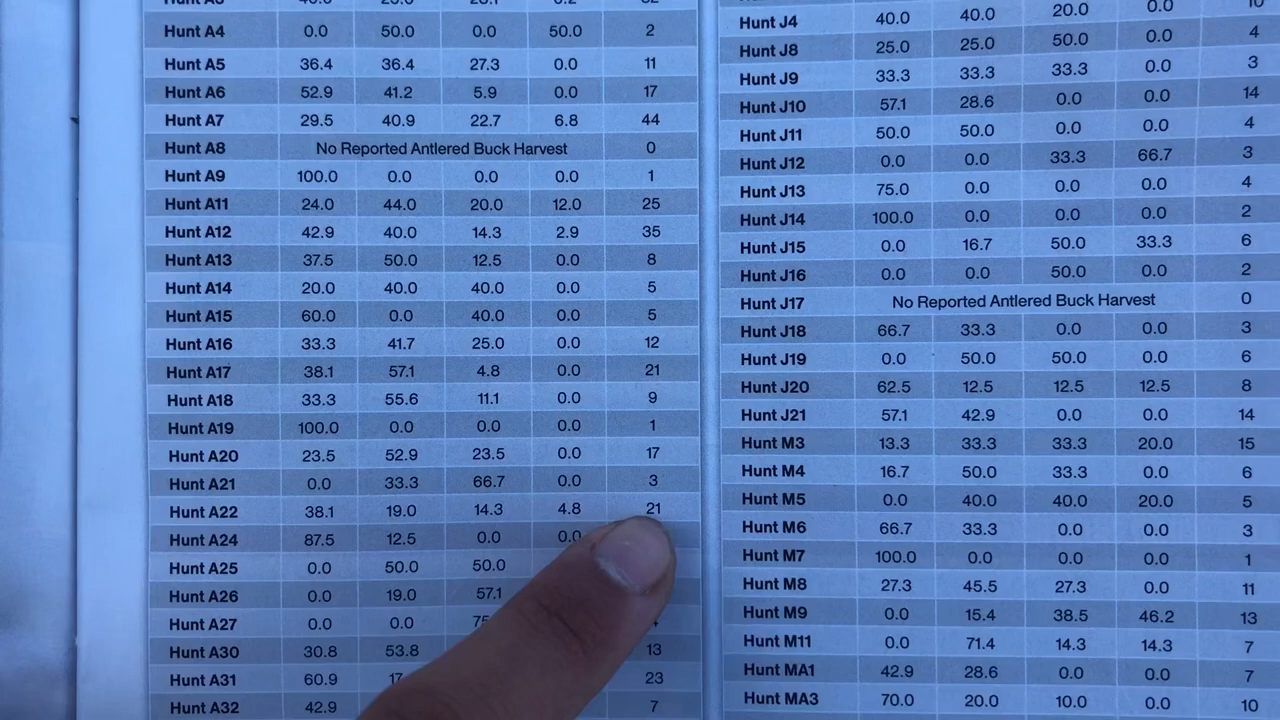 Hunt A4 0.0 50.0 0.0 50.0 2
Hunt A5 36.4 36.4 27.3 0.0 11
Hunt A6 52.9 41.2 5.9 0.0 17
Hunt A7 29.5 40.9 22.7 6.8 44
Hunt A8 No Reported Antlered Buck Harvest 0
Hunt A9 100.0 0.0 0.0 0.0 1
Hunt A11 24.0 44.0 20.0 12.0 25
Hunt A12 42.9 40.0 14.3 2.9 35
Hunt A13 37.5 50.0 12.5 0.0 8
Hunt A14 20.0 40.0 40.0 0.0 5
Hunt A15 60.0 0.0 40.0 0.0 5
Hunt A16 33.3 41.7 25.0 0.0 12
Hunt A17 38.1 57.1 4.8 0.0 21
Hunt A18 33.3 55.6 11.1 0.0 9
Hunt A19 100.0 0.0 0.0 0.0 1
Hunt A20 23.5 52.9 23.5 0.0 17
Hunt A21 0.0 33.3 66.7 0.0 3
Hunt A22 38.1 19.0 14.3 4.8 21
Hunt A24 87.5 12.5 0.0 0.0
Hunt A25 0.0 50.0 50.0
Hunt A26 0.0 19.0 57.1
Hunt A27 0.0 0.0
Hunt A30 30.8 53.8 13
Hunt A31 60.9 23
Hunt A32 42.9 7
Hunt J4 40.0 40.0 20.0 0.0 10
Hunt J8 25.0 25.0 50.0 0.0 4
Hunt J9 33.3 33.3 33.3 0.0 3
Hunt J10 57.1 28.6 0.0 0.0 14
Hunt J11 50.0 50.0 0.0 0.0 4
Hunt J12 0.0 0.0 33.3 66.7 3
Hunt J13 75.0 0.0 0.0 0.0 4
Hunt J14 100.0 0.0 0.0 0.0 2
Hunt J15 0.0 16.7 50.0 33.3 6
Hunt J16 0.0 0.0 50.0 0.0 2
Hunt J17 No Reported Antlered Buck Harvest 0
Hunt J18 66.7 33.3 0.0 0.0 3
Hunt J19 0.0 50.0 50.0 0.0 6
Hunt J20 62.5 12.5 12.5 12.5 8
Hunt J21 57.1 42.9 0.0 0.0 14
Hunt M3 13.3 33.3 33.3 20.0 15
Hunt M4 16.7 50.0 33.3 0.0 6
Hunt M5 0.0 40.0 40.0 20.0 5
Hunt M6 66.7 33.3 0.0 0.0 3
Hunt M7 100.0 0.0 0.0 0.0 1
Hunt M8 27.3 45.5 27.3 0.0 11
Hunt M9 0.0 15.4 38.5 46.2 13
Hunt M11 0.0 71.4 14.3 14.3 7
Hunt MA1 42.9 28.6 0.0 0.0 7
Hunt MA3 70.0 20.0 10.0 0.0 10